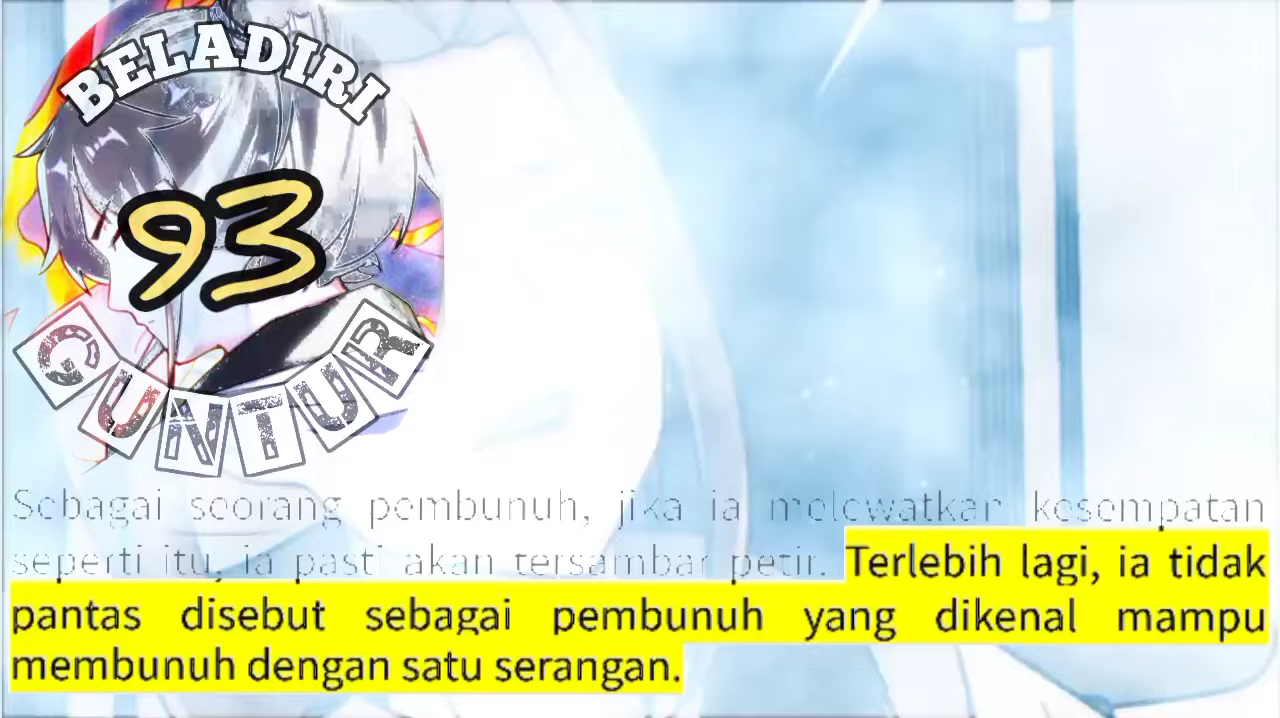 BELADIRI
93
GUNTUR
Sebagai seorang pembunuh, jika ia melewatkan kesempatan
seperti itu, ia pasti akan tersambar petir. Terlebih lagi, ia tidak
pantas disebut sebagai pembunuh yang dikenal mampu
membunuh dengan satu serangan.